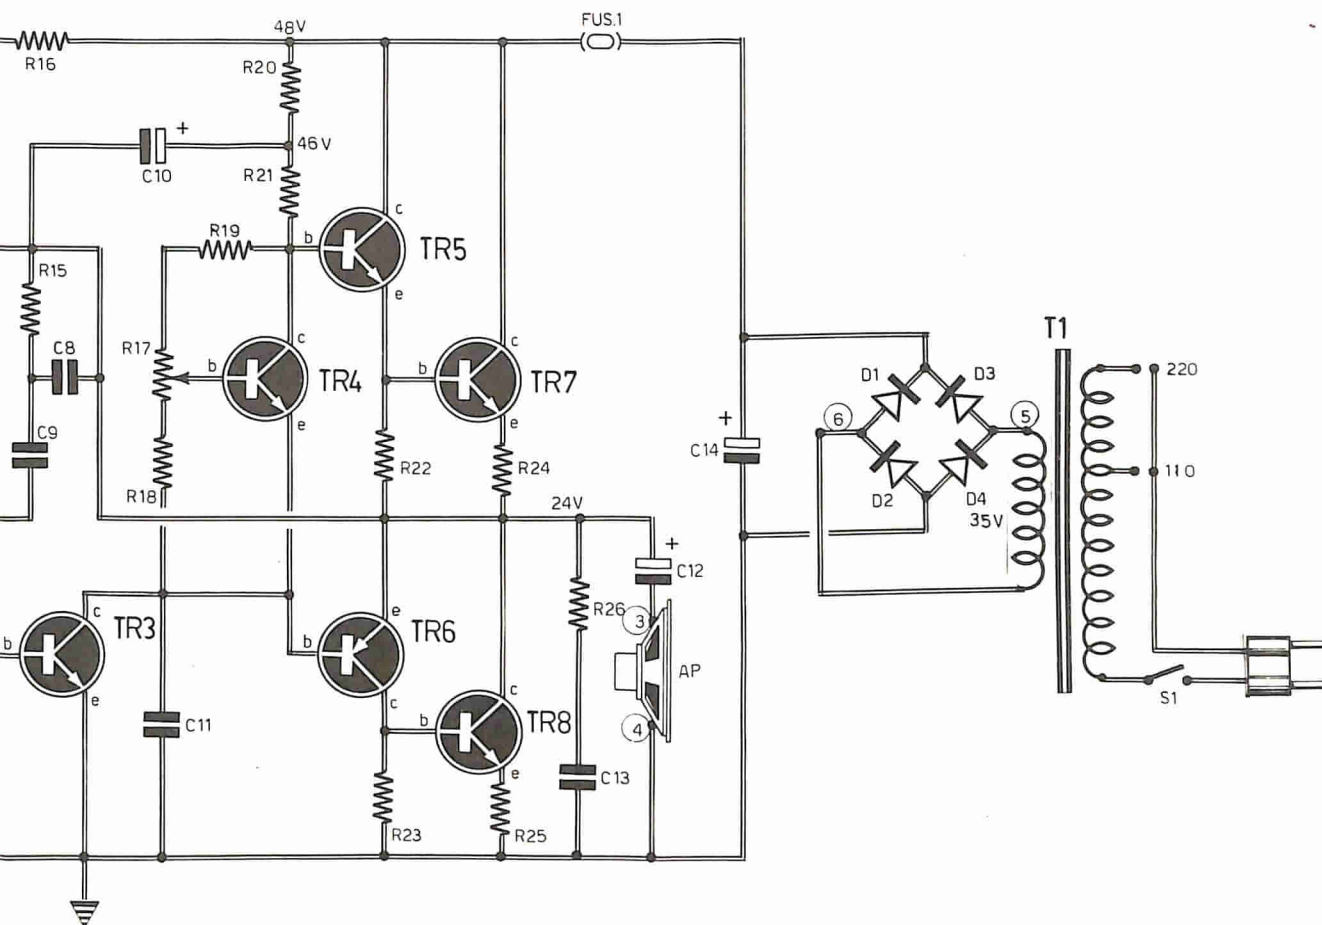 FUS.1
48V
R16
R20
+
46V
C10
R21
c
R19
b
TR5
R15
e
T1
R17
C8
c
b
TR4
b
c
TR7
D1
D3
220
e
e
+
6
5
C9
C14
R22
R24
110
R18
D2
D4
35V
24V
+
C12
b
c
TR3
e
R26
3
b
e
TR6
AP
c
S1
C11
b
c
TR8
4
e
C13
R23
R25